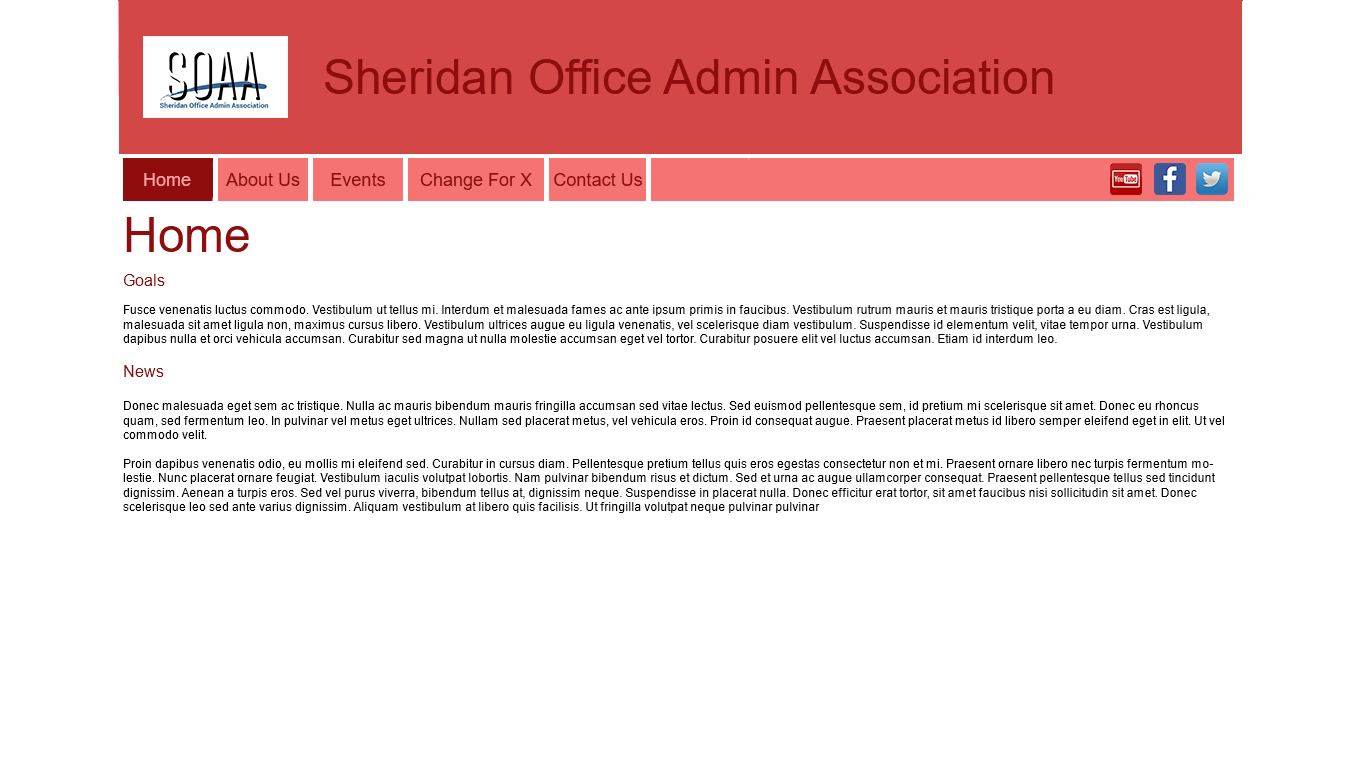 SOAA
Sheridan Office Admin Association
Sheridan Office Admin Association
Home
About Us
Events
Change For X
Contact Us
You Tube
f
Home
Goals
Fusce venenatis luctus commodo. Vestibulum ut tellus mi. Interdum et malesuada fames ac ante ipsum primis in faucibus. Vestibulum rutrum mauris et mauris tristique porta a eu diam. Cras est ligula,
malesuada sit amet ligula non, maximus cursus libero. Vestibulum ultrices augue eu ligula venenatis, vel scelerisque diam vestibulum. Suspendisse id elementum velit, vitae tempor urna. Vestibulum
dapibus nulla et orci vehicula accumsan. Curabitur sed magna ut nulla molestie accumsan eget vel tortor. Curabitur posuere elit vel luctus accumsan. Etiam id interdum leo.
News
Donec malesuada eget sem ac tristique. Nulla ac mauris bibendum mauris fringilla accumsan sed vitae lectus. Sed euismod pellentesque sem, id pretium mi scelerisque sit amet. Donec eu rhoncus
quam, sed fermentum leo. In pulvinar vel metus eget ultrices. Nullam sed placerat metus, vel vehicula eros. Proin id consequat augue. Praesent placerat metus id libero semper eleifend eget in elit. Ut vel
commodo velit.
Proin dapibus venenatis odio, eu mollis mi eleifend sed. Curabitur in cursus diam. Pellentesque pretium tellus quis eros egestas consectetur non et mi. Praesent ornare libero nec turpis fermentum mo-
lestie. Nunc placerat ornare feugiat. Vestibulum iaculis volutpat lobortis. Nam pulvinar bibendum risus et dictum. Sed et urna ac augue ullamcorper consequat. Praesent pellentesque tellus sed tincidunt
dignissim. Aenean a turpis eros. Sed vel purus viverra, bibendum tellus at, dignissim neque. Suspendisse in placerat nulla. Donec efficitur erat tortor, sit amet faucibus nisi sollicitudin sit amet. Donec
scelerisque leo sed ante varius dignissim. Aliquam vestibulum at libero quis facilisis. Ut fringilla volutpat neque pulvinar pulvinar